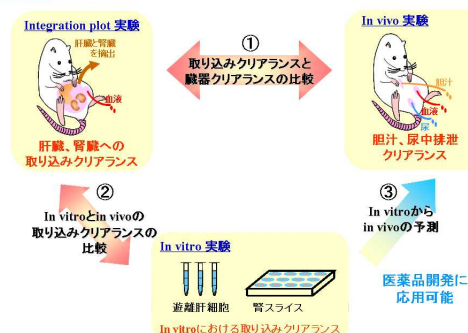 Integration plot 実験
肝臓と腎臓
を摘出
血液
肝臓、腎臓への
取り込みクリアランス
①
取り込みクリアランスと
臓器クリアランスの比較
In vivo 実験
胆汁
血液
尿
胆汁、尿中排泄
クリアランス
②
In vitroとin vivoの
取り込みクリアランスの
比較
③
In vitroから
in vivoの予測
医薬品開発に
応用可能
In vitro 実験
遊離肝細胞
腎スライス
In vitroにおける取り込みクリアランス